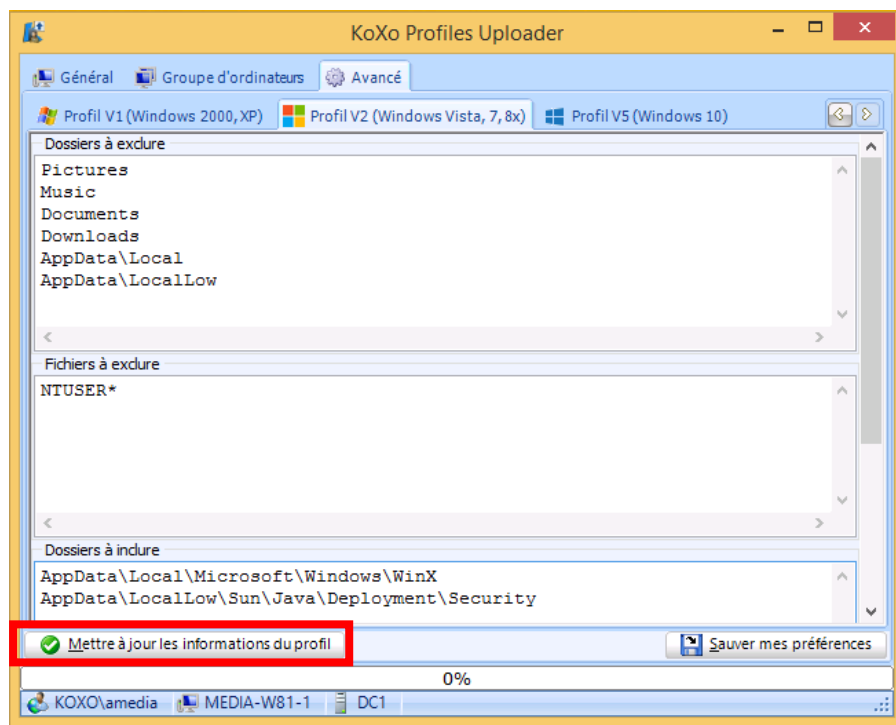 KoXo Profiles Uploader
Général Groupe d'ordinateurs Avancé
Profil V1 (Windows 2000, XP) Profil V2 (Windows Vista, 7, 8x) Profil V5 (Windows 10)
Dossiers à exclure
Pictures
Music
Documents
Downloads
AppData\Local
AppData\LocalLow
Fichiers à exclure
NTUSER*
Dossiers à inclure
AppData\Local\Microsoft\Windows\WinX
AppData\LocalLow\Sun\Java\Deployment\Security
Mettre à jour les informations du profil Sauver mes préférences
0%
KOXO\amedia MEDIA-W81-1 DC1